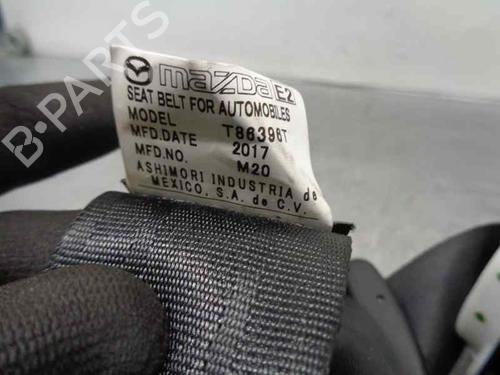 mazda E2
SEAT BELT FOR AUTOMOBILES
MODEL T86396T
MFD.DATE 2017
MFD.NO. M20
ASHIMORI INDUSTRIA de
MEXICO, S.A. de C.V.
B-PARTS